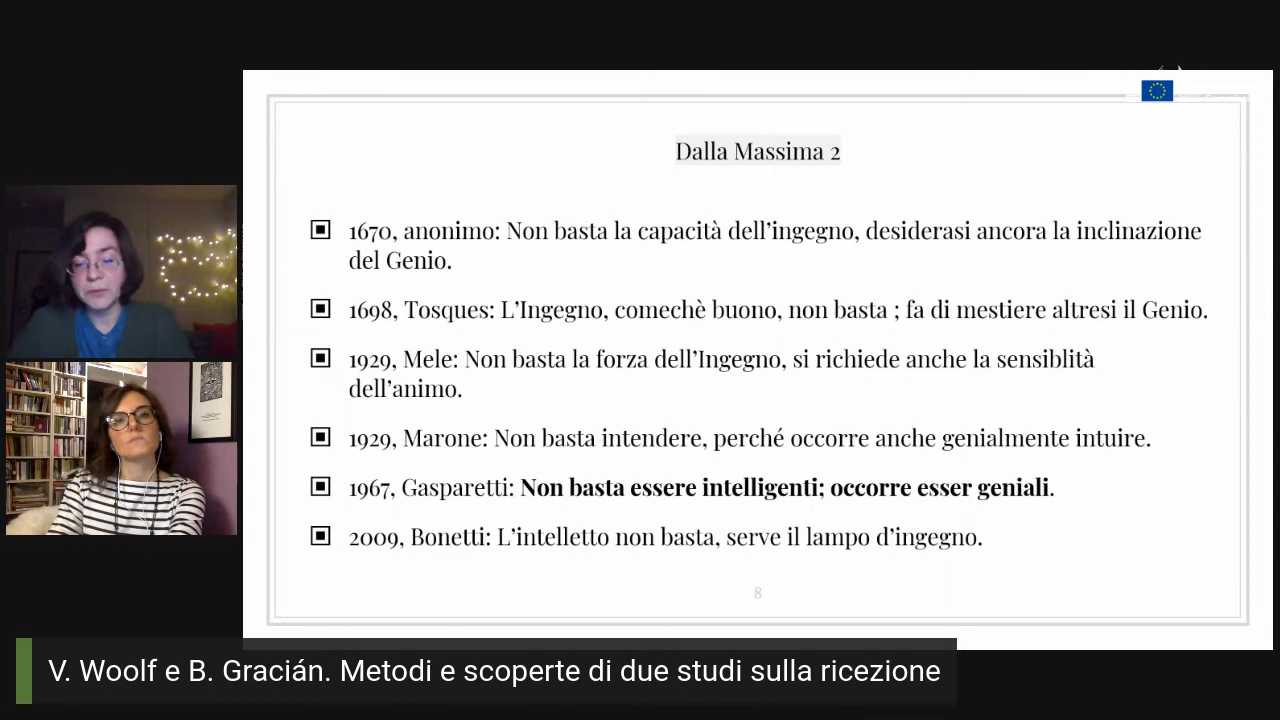 Dalla Massima 2
1670, anonimo: Non basta la capacità dell’ingegno, desiderasi ancora la inclinazione
del Genio.
1698, Tosques: L’Ingegno, comechè buono, non basta ; fa di mestiere altresi il Genio.
1929, Mele: Non basta la forza dell’Ingegno, si richiede anche la sensiblità
dell’animo.
1929, Marone: Non basta intendere, perché occorre anche genialmente intuire.
1967, Gasparetti: Non basta essere intelligenti; occorre esser geniali.
2009, Bonetti: L’intelletto non basta, serve il lampo d’ingegno.
8
V. Woolf e B. Gracián. Metodi e scoperte di due studi sulla ricezione